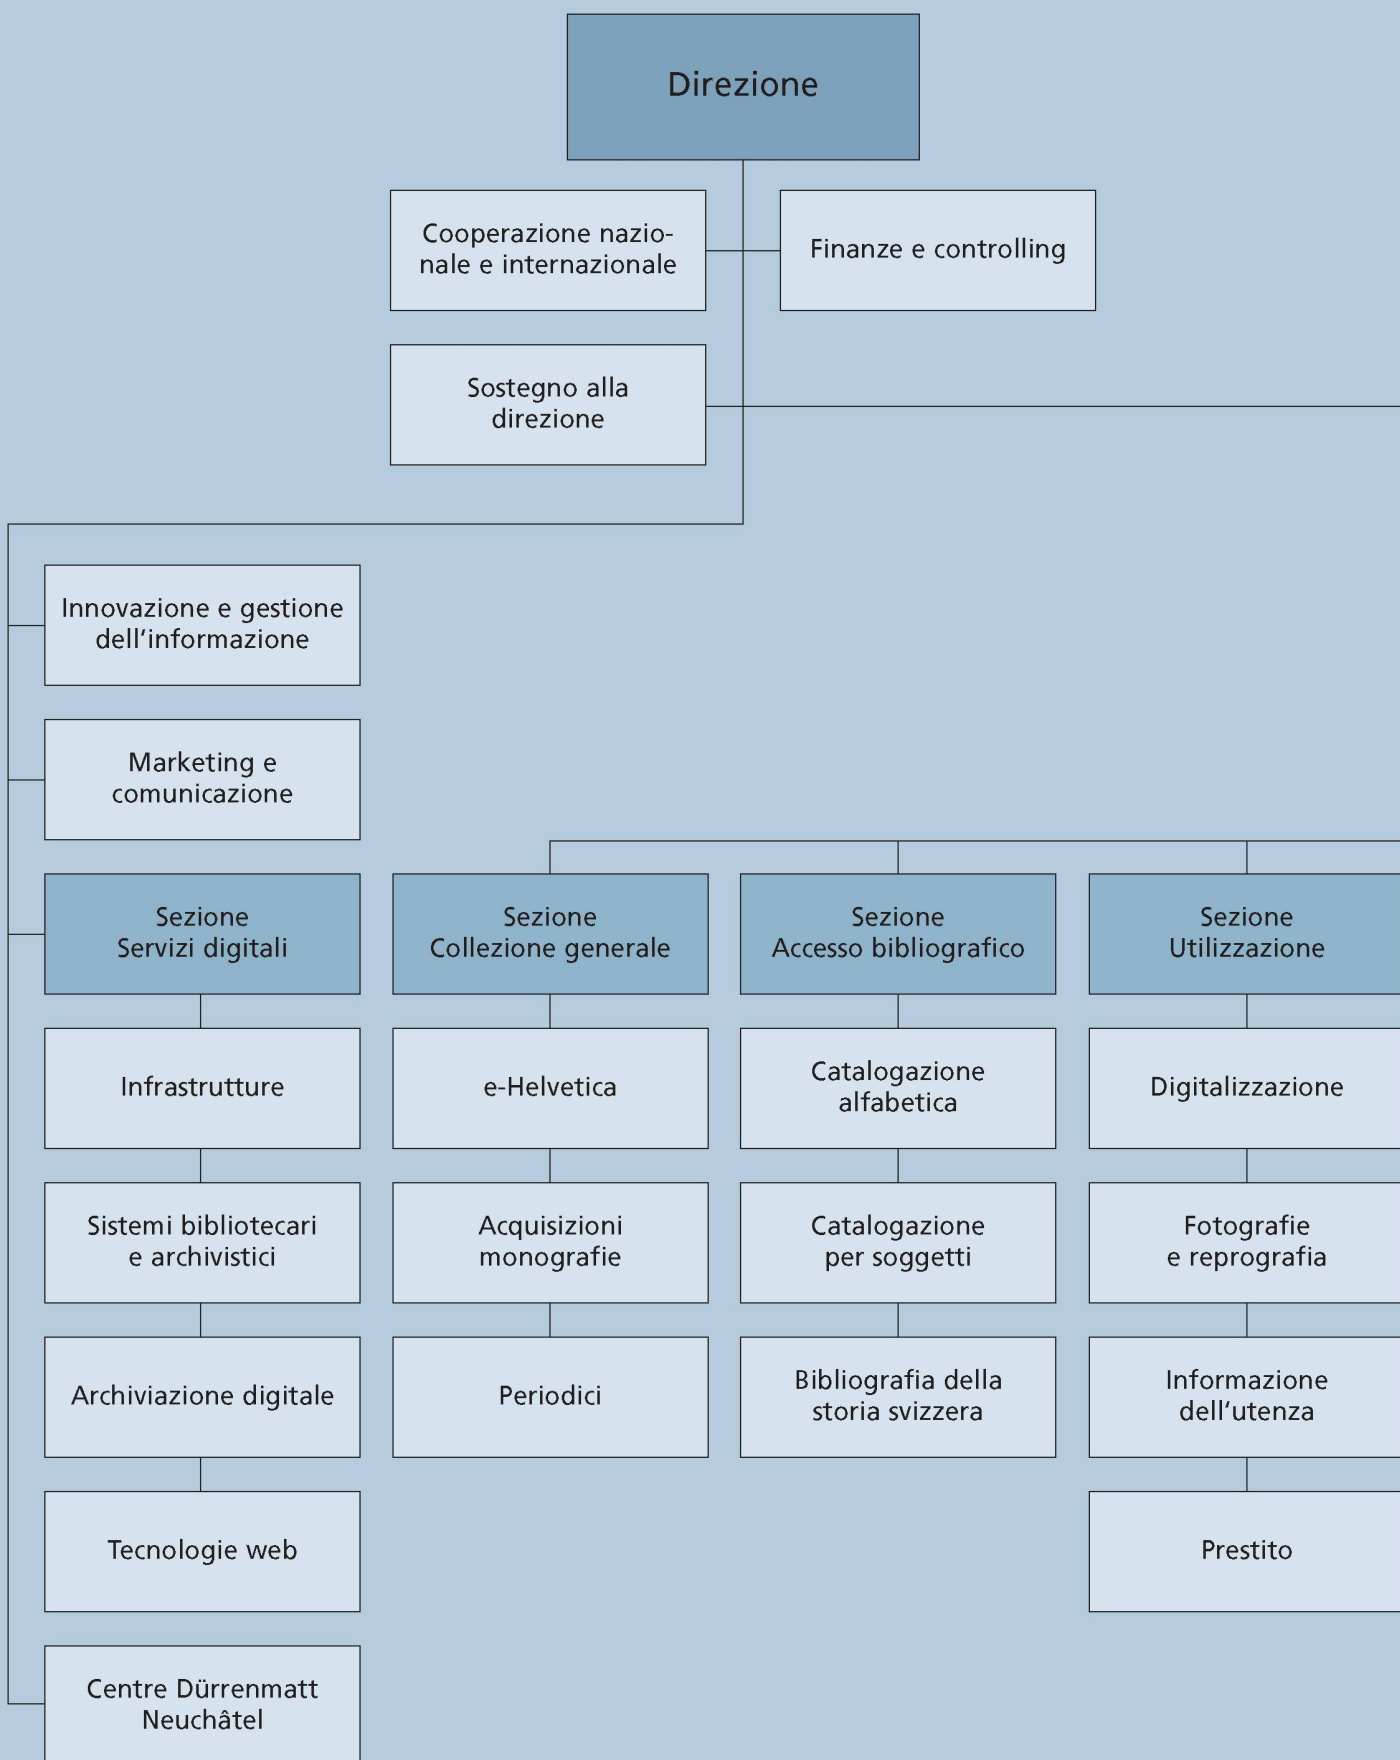 Direzione
Cooperazione nazio-
nale e internazionale
Finanze e controlling
Sostegno alla
direzione
Innovazione e gestione
dell‘informazione
Marketing e
comunicazione
Sezione
Servizi digitali
Infrastrutture
Sistemi bibliotecari
e archivistici
Archiviazione digitale
Tecnologie web
Centre Dürrenmatt
Neuchâtel
Sezione
Collezione generale
e-Helvetica
Acquisizioni
monografie
Periodici
Sezione
Accesso bibliografico
Catalogazione
alfabetica
Catalogazione
per soggetti
Bibliografia della
storia svizzera
Sezione
Utilizzazione
Digitalizzazione
Fotografie
e reprografia
Informazione
dell‘utenza
Prestito